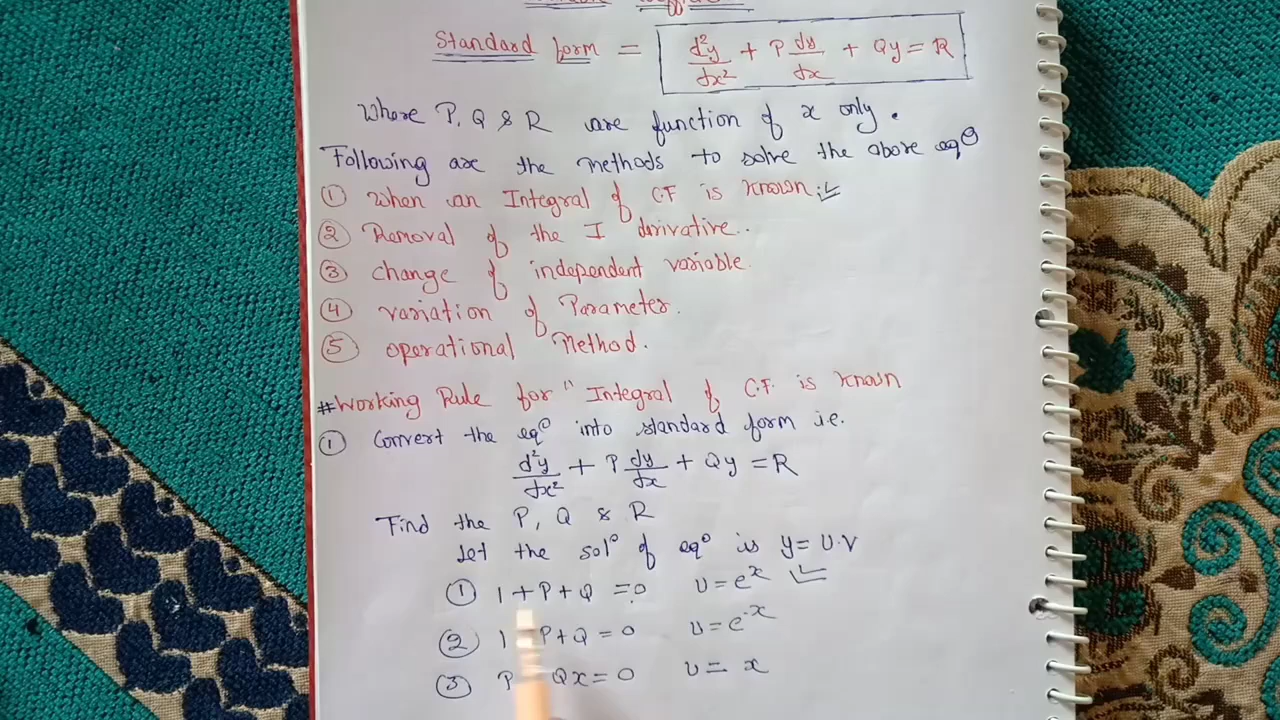 Standard form = d²y/dx² + P dy/dx + Qy = R
Where P, Q & R are function of x only.
Following are the methods to solve the above eqⁿ
① When an Integral of C.F is known:
② Removal of the I derivative..
③ change of independent variable.
④ variation of Parameter.
⑤ operational Method.
#Working Rule for " Integral of C.F. is known
① Convert the eqⁿ into standard form i.e.
d²y/dx² + P dy/dx + Qy = R
Find the P, Q & R
Let the solⁿ of eqⁿ is y = U.V
① 1 + P + Q = 0 U = eˣ
② 1 P + Q = 0 U = e⁻ˣ
③ P Qx = 0 U = x